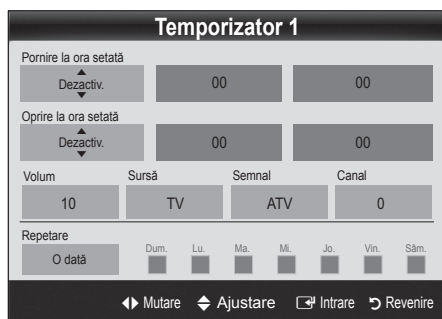 Temporizator 1
Pornire la ora setată
Dezactiv. 00 00
Oprire la ora setată
Dezactiv. 00 00
Volum Sursă Semnal Canal
10 TV ATV 0
Repetare
Dum. Lu. Ma. Mi. Jo. Vin. Sâm.
O dată
Mutare Ajustare Intrare Revenire